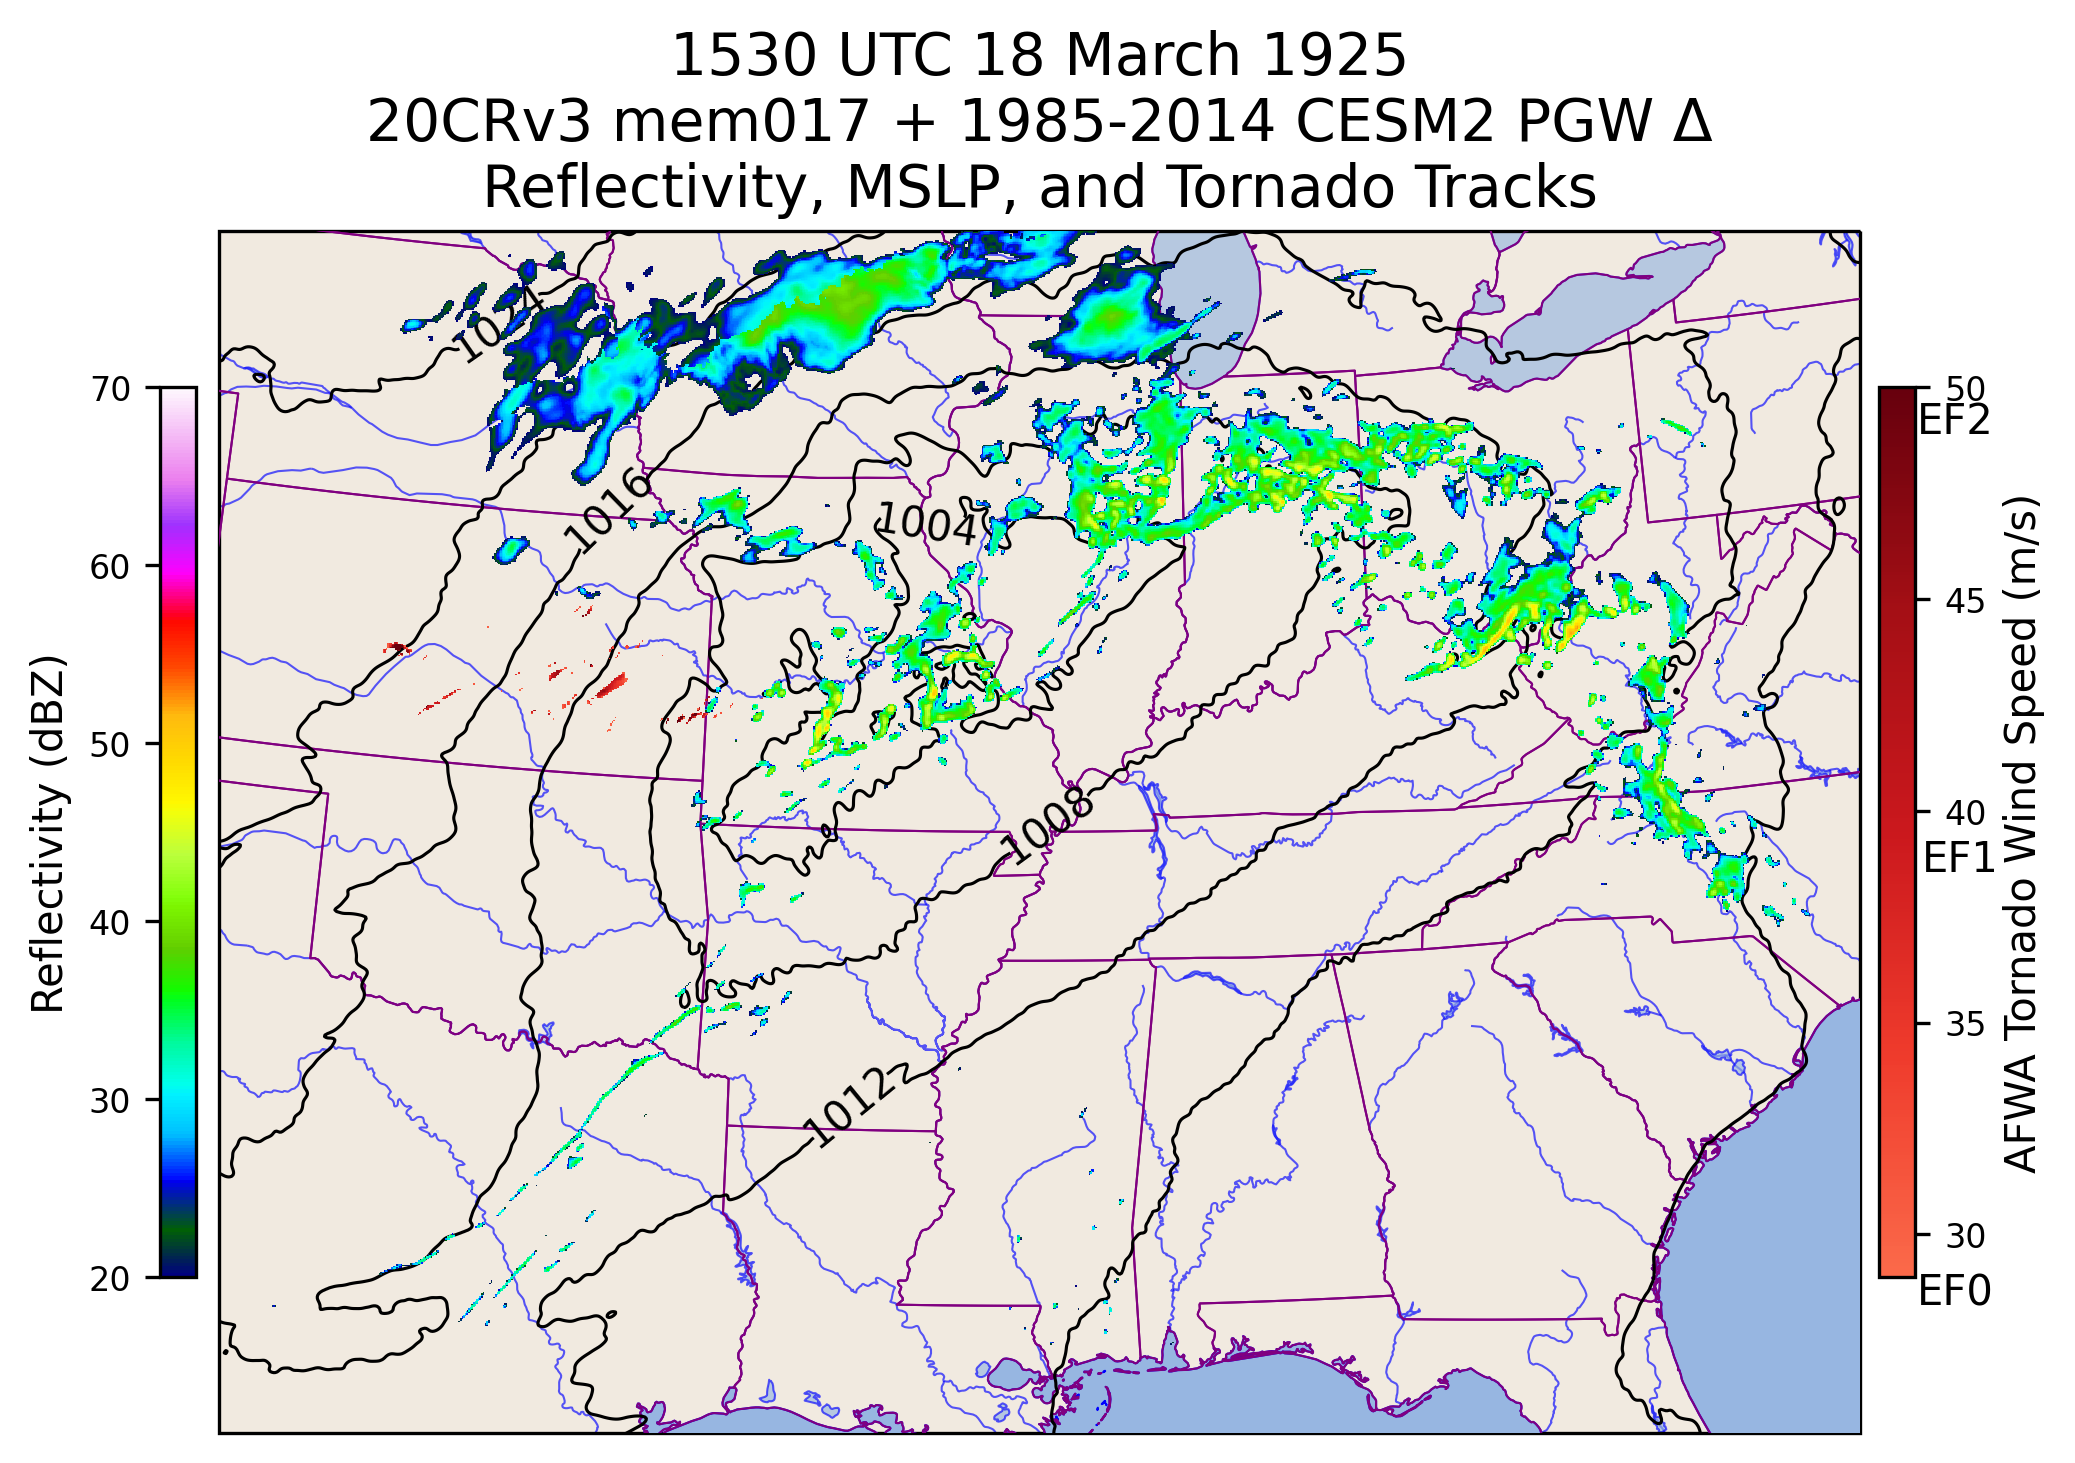 1530 UTC 18 March 1925
20CRv3 mem017 + 1985-2014 CESM2 PGW Δ
Reflectivity, MSLP, and Tornado Tracks
Reflectivity (dBZ)
70
60
50
40
30
20
1024
1016
1004
1008
1012
50
EF2
45
40
EF1
35
30
EF0
AFWA Tornado Wind Speed (m/s)